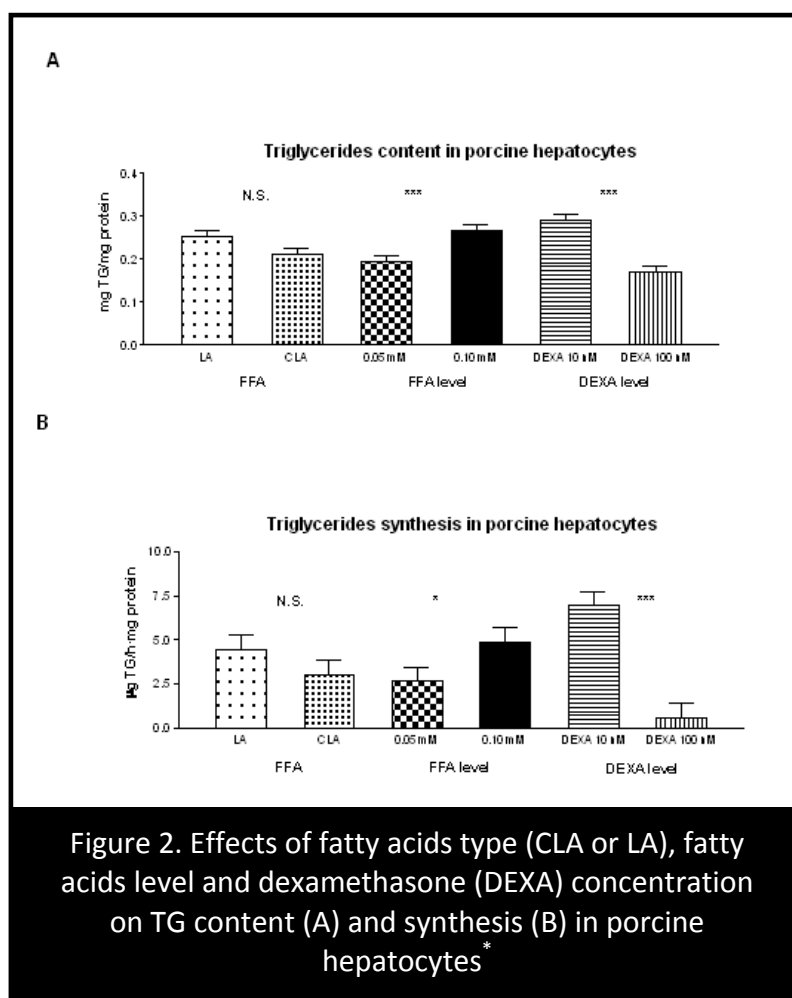 A
Triglycerides content in porcine hepatocytes
0.4
0.3
0.2
0.1
0.0
mg TG/mg protein
N.S.
***
***
LA
CLA
0.05 mM
0.10 mM
DEXA 10 nM
DEXA 100 nM
FFA
FFA level
DEXA level
B
Triglycerides synthesis in porcine hepatocytes
10.0
7.5
5.0
2.5
0.0
µg TG/h·mg protein
N.S.
*
***
LA
CLA
0.05 mM
0.10 mM
DEXA 10 nM
DEXA 100 nM
FFA
FFA level
DEXA level
Figure 2. Effects of fatty acids type (CLA or LA), fatty
acids level and dexamethasone (DEXA) concentration
on TG content (A) and synthesis (B) in porcine
hepatocytes*